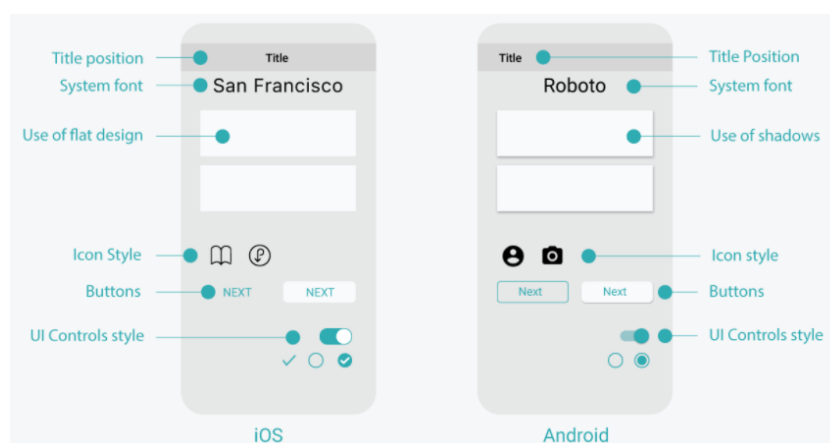 Title position
Title
System font
San Francisco
Use of flat design
Icon Style
Buttons
NEXT
NEXT
UI Controls style
iOS
Title
Title Position
Roboto
System font
Use of shadows
Icon style
Next
Next
Buttons
UI Controls style
Android